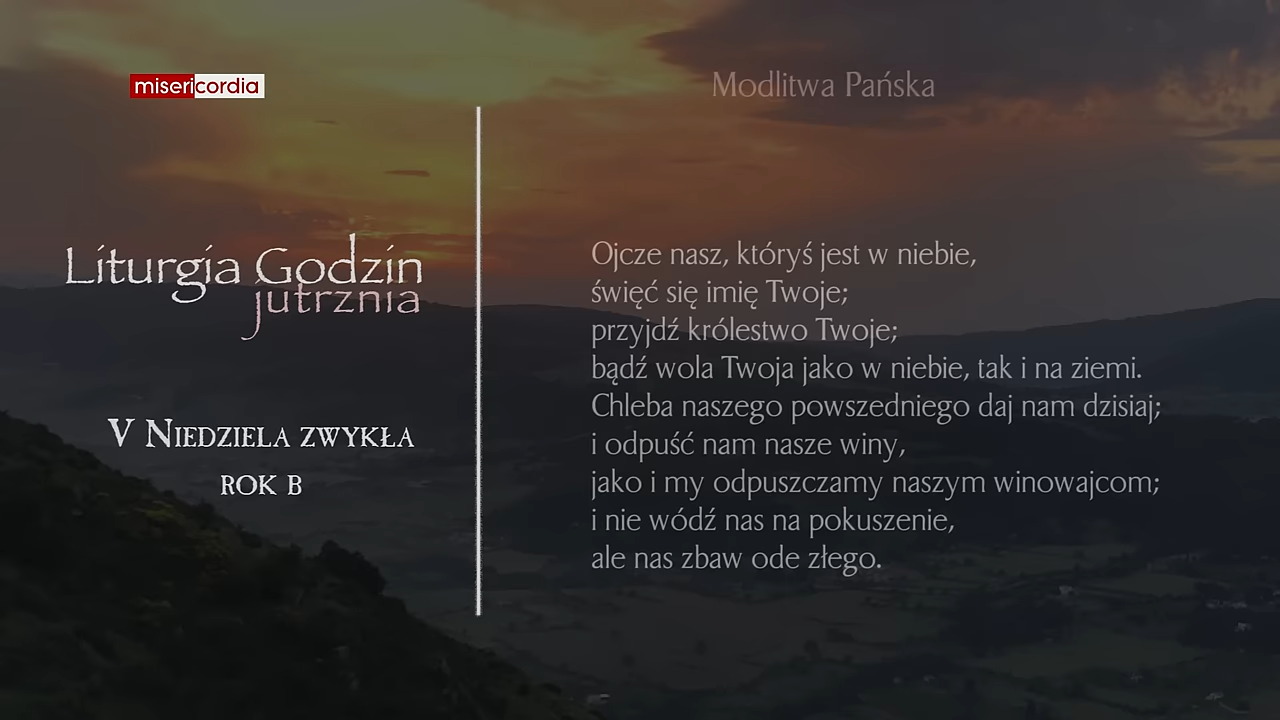 misericordia
Liturgia Godzin
jutrznia
V Niedziela zwykła
rok B
Modlitwa Pańska
Ojcze nasz, któryś jest w niebie,
święć się imię Twoje;
przyjdź królestwo Twoje;
bądź wola Twoja jako w niebie, tak i na ziemi.
Chleba naszego powszedniego daj nam dzisiaj;
i odpuść nam nasze winy,
jako i my odpuszczamy naszym winowajcom;
i nie wódź nas na pokuszenie,
ale nas zbaw ode złego.